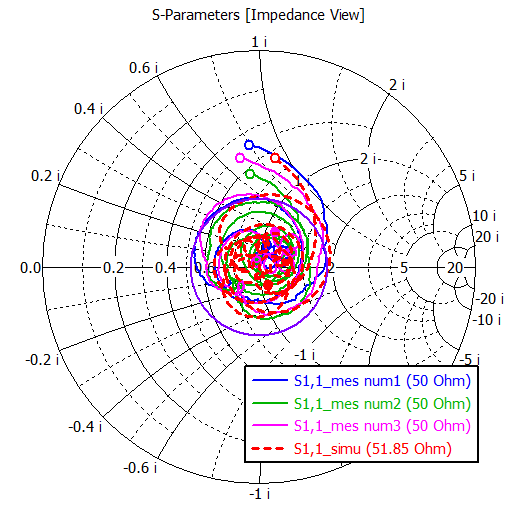 S-Parameters [Impedance View]
1 i
0.6 i
2 i
0.4 i
2 i
0.2 i
5 i
10 i
20 i
0.0
0.2
0.4
2
5
20
-20 i
-10 i
-0.2 i
-1 i
-5 i
S1,1_mes num1 (50 Ohm)
S1,1_mes num2 (50 Ohm)
-0.4 i
S1,1_mes num3 (50 Ohm)
S1,1_simu (51.85 Ohm)
-0.6 i
-1 i